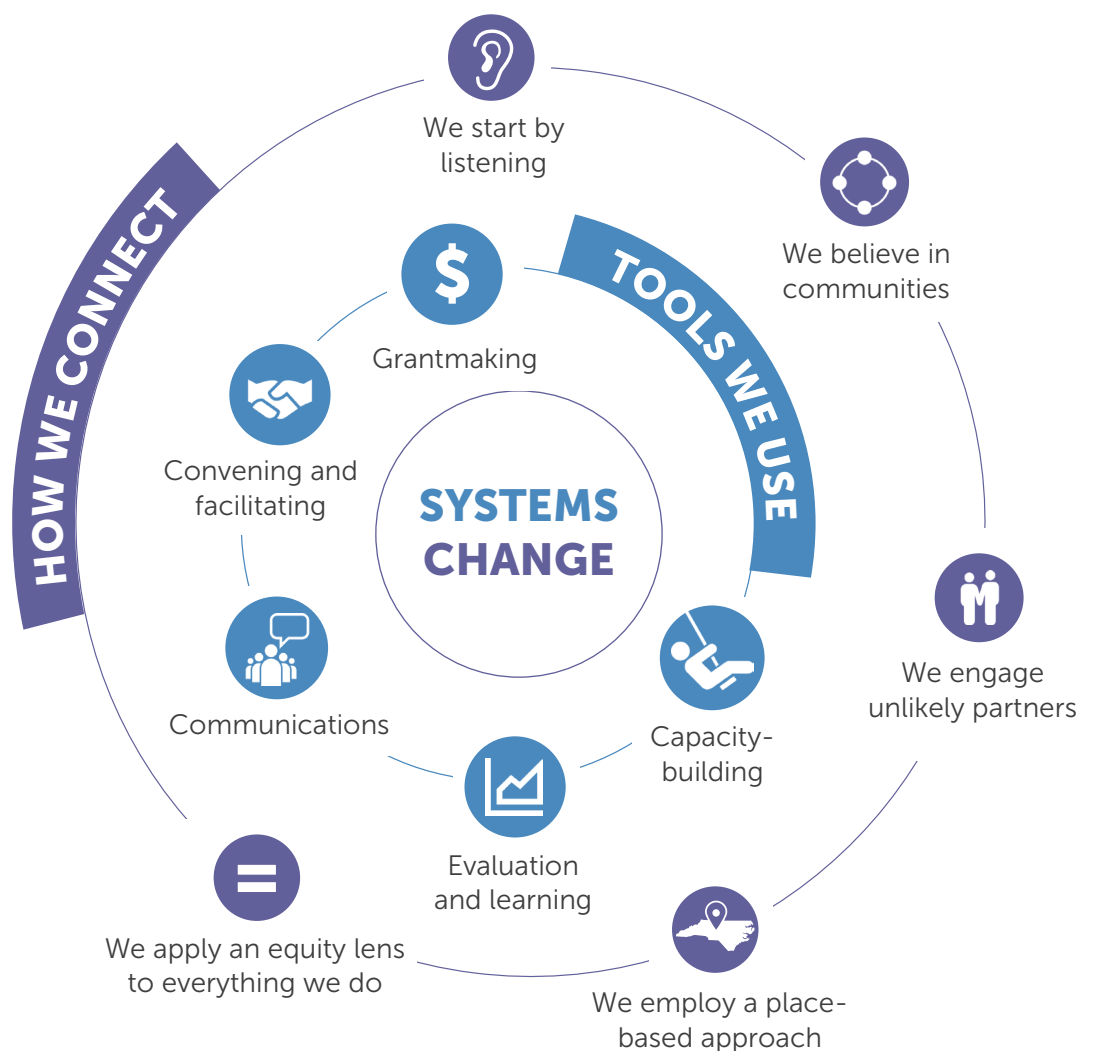 We start by
listening
We believe in
communities
HOW WE CONNECT
TOOLS WE USE
$
Grantmaking
Convening and
facilitating
SYSTEMS
CHANGE
We engage
unlikely partners
Communications
Capacity-
building
Evaluation
and learning
=
We apply an equity lens
to everything we do
We employ a place-
based approach